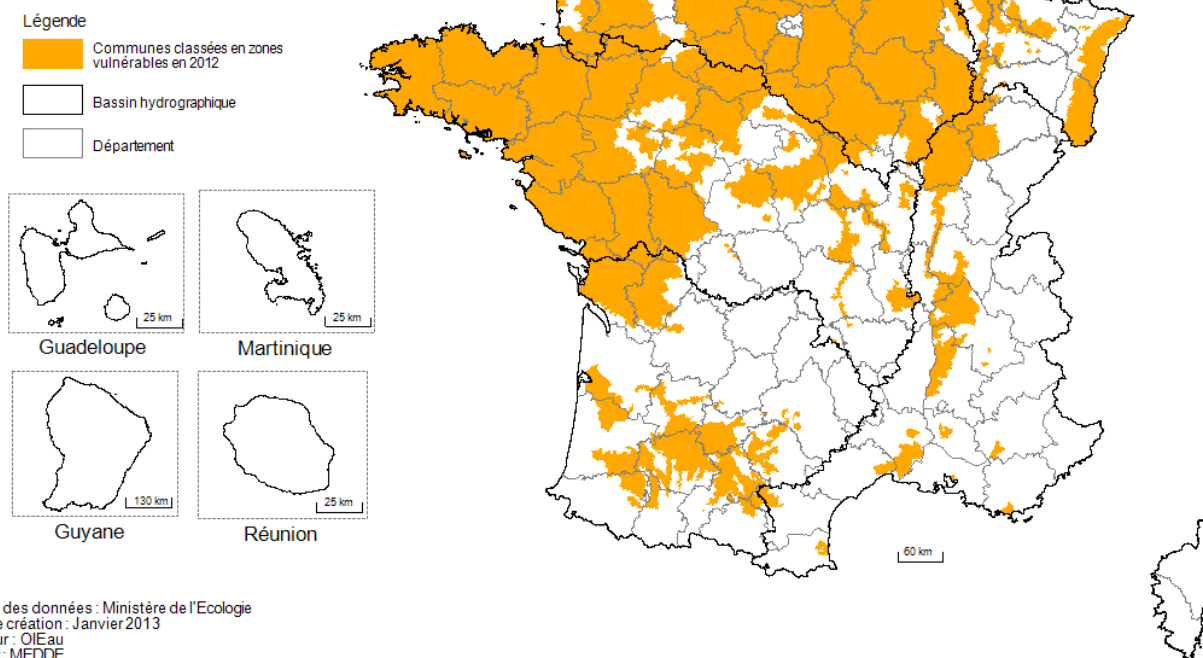 Légende
Communes classées en zones
vulnérables en 2012
Bassin hydrographique
Département
25 km
Guadeloupe
25 km
Martinique
130 km
Guyane
25 km
Réunion
60 km
des données : Ministère de l'Ecologie
création : Janvier 2013
: OIEau
: MEDDE